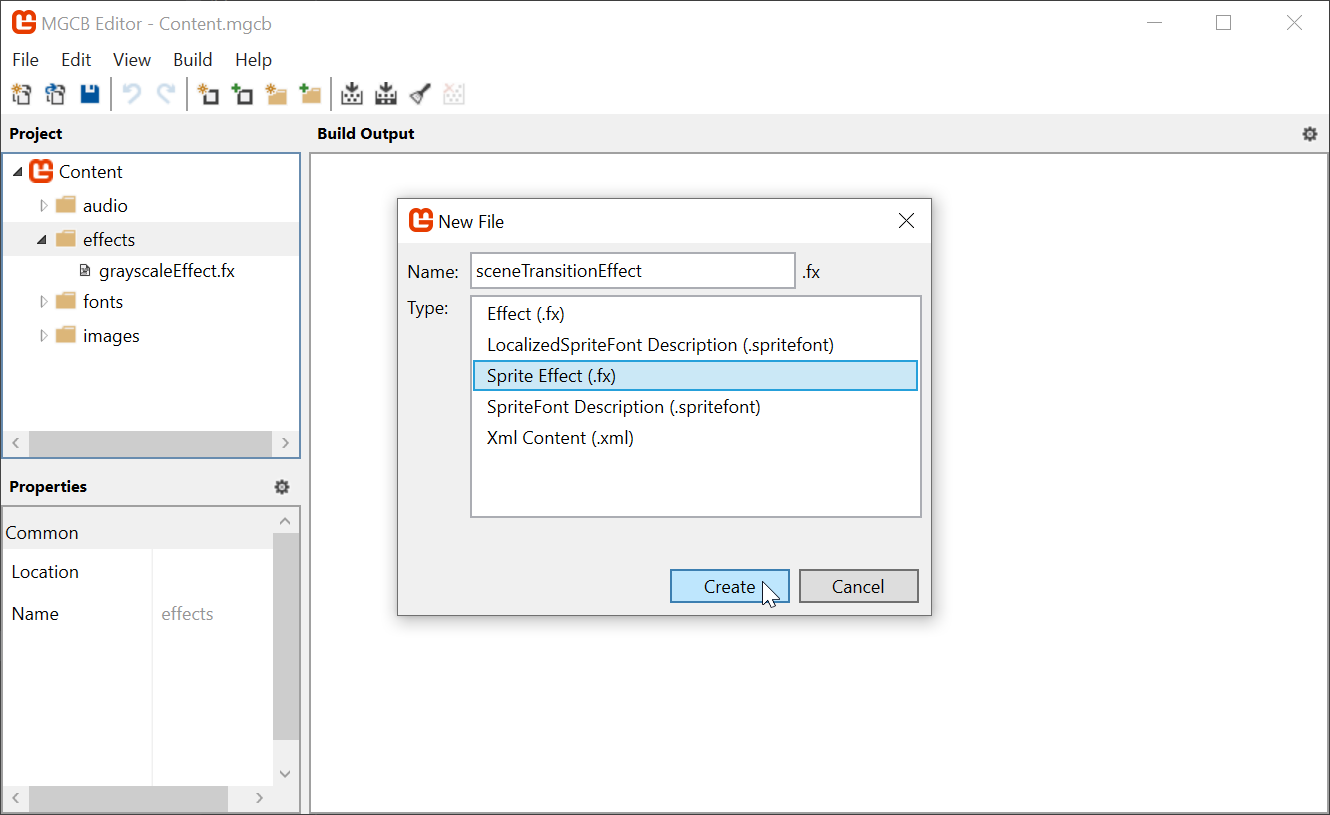 MGCB Editor - Content.mgcb
File Edit View Build Help
Project
Build Output
Content
audio
effects
grayscaleEffect.fx
fonts
images
New File
Name: sceneTransitionEffect .fx
Type:
Effect (.fx)
LocalizedSpriteFont Description (.spritefont)
Sprite Effect (.fx)
SpriteFont Description (.spritefont)
Xml Content (.xml)
Create Cancel
Properties
Common
Location
Name effects